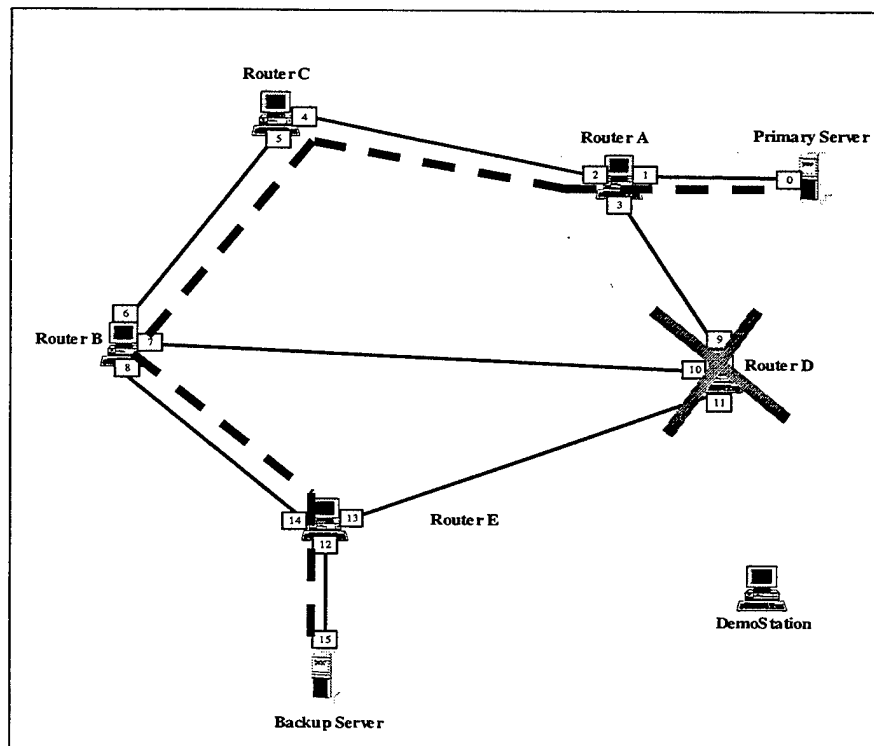 Router C
4
5
Router A
Primary Server
2
1
0
3
6
Router B
7
8
9
10
Router D
11
14
13
Router E
12
15
DemoStation
Backup Server